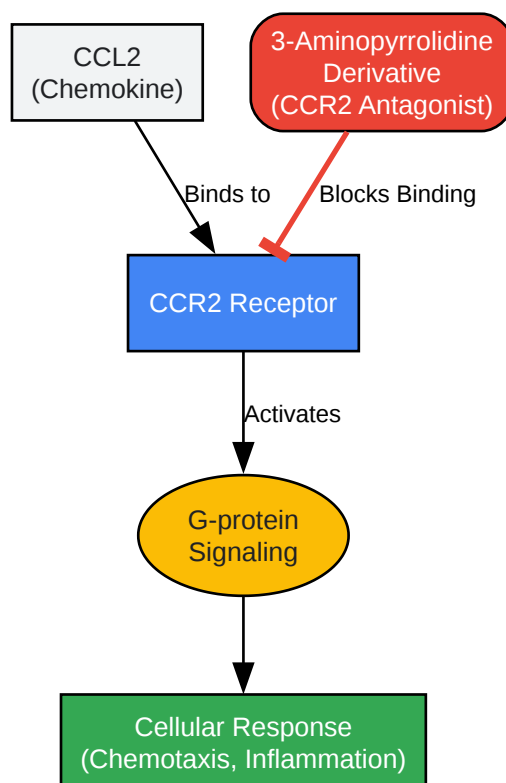 CCL2
(Chemokine)
3-Aminopyrrolidine
Derivative
(CCR2 Antagonist)
Binds to
Blocks Binding
CCR2 Receptor
Activates
G-protein
Signaling
Cellular Response
(Chemotaxis, Inflammation)